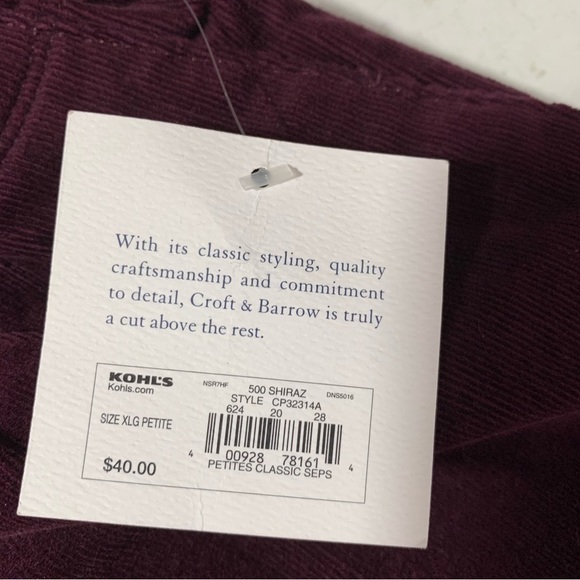 With its classic styling, quality
craftsmanship and commitment
to detail, Croft & Barrow is truly
a cut above the rest.
KOHL'S
Kohls.com
NSR7HF 500 SHIRAZ DNS5016
STYLE CP32314A
624 20 28
SIZE XLG PETITE
4 00928 78161 4
$40.00
PETITES CLASSIC SEPS